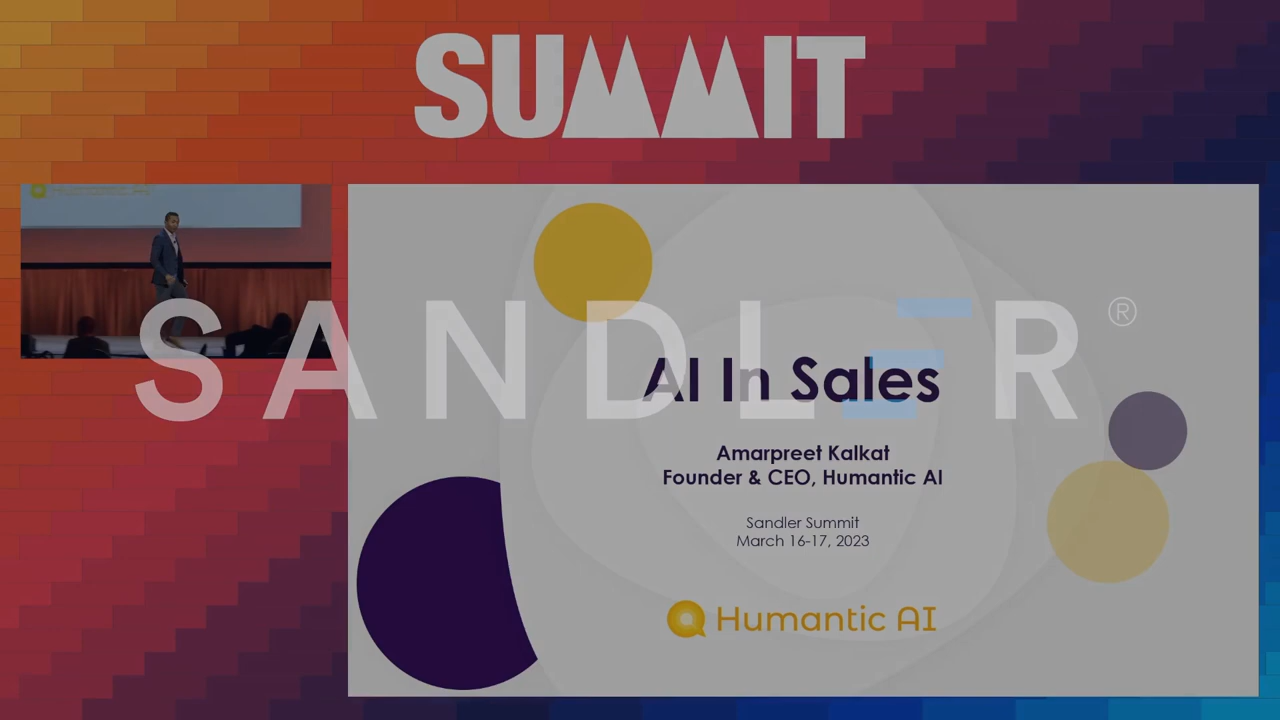 SUMMIT
SANDLER®
AI In Sales
Amarpreet Kalkat
Founder & CEO, Humantic AI
Sandler Summit
March 16-17, 2023
Humantic AI